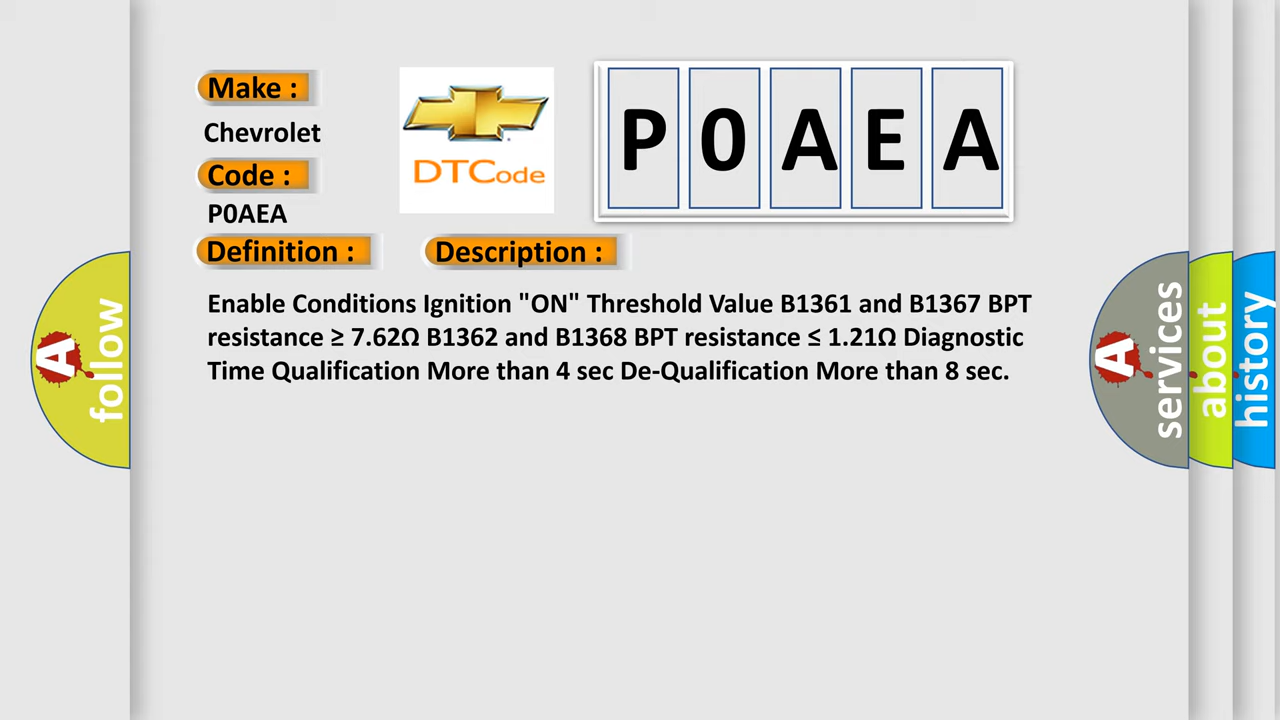 Make :
Chevrolet
Code :
P0AEA
Definition :
Description :
DTCode
P0AEA
Enable Conditions Ignition "ON" Threshold Value B1361 and B1367 BPT
resistance ≥ 7.62Ω B1362 and B1368 BPT resistance ≤ 1.21Ω Diagnostic
Time Qualification More than 4 sec De-Qualification More than 8 sec.
A follow
A services
about
history